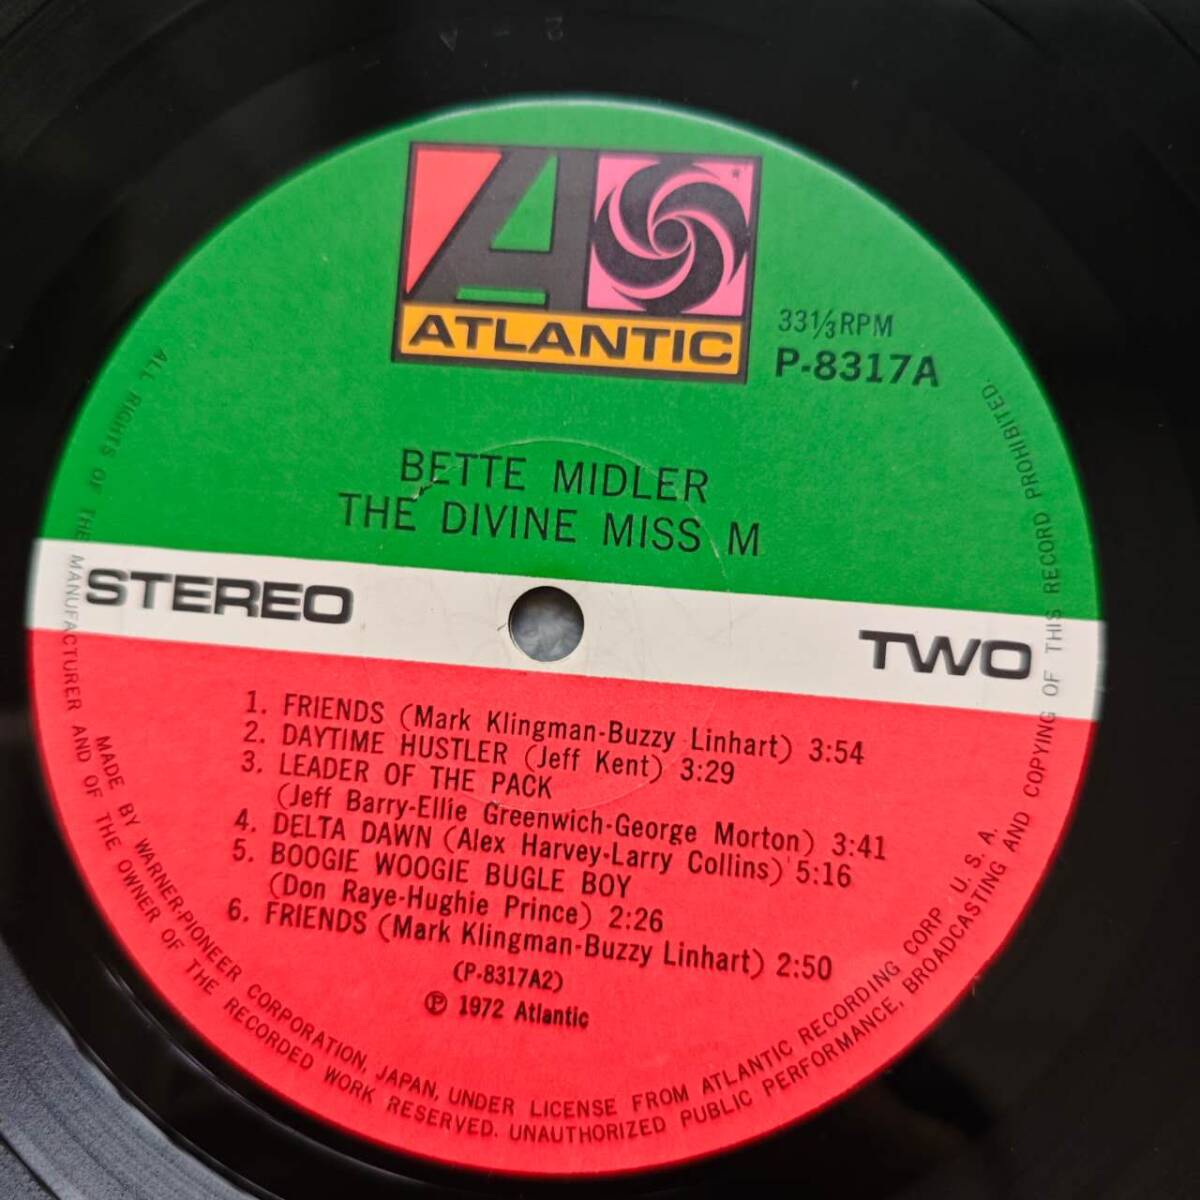 ATLANTIC
33⅓RPM
P-8317A
BETTE MIDLER
THE DIVINE MISS M
STEREO
TWO
1. FRIENDS (Mark Klingman-Buzzy Linhart) 3:54
2. DAYTIME HUSTLER (Jeff Kent) 3:29
3. LEADER OF THE PACK
(Jeff Barry-Ellie Greenwich-George Morton) 3:41
4. DELTA DAWN (Alex Harvey-Larry Collins) 5:16
5. BOOGIE WOOGIE BUGLE BOY
(Don Raye-Hughie Prince) 2:26
6. FRIENDS (Mark Klingman-Buzzy Linhart) 2:50
(P-8317A2)
Ⓟ 1972 Atlantic
MADE BY WARNER-PIONEER CORPORATION, JAPAN, UNDER LICENSE FROM ATLANTIC RECORDING CORP. U.S.A.
ALL RIGHTS OF THE MANUFACTURER AND OF THE OWNER OF THE RECORDED WORK RESERVED. UNAUTHORIZED PUBLIC PERFORMANCE, BROADCASTING AND COPYING OF THIS RECORD PROHIBITED.